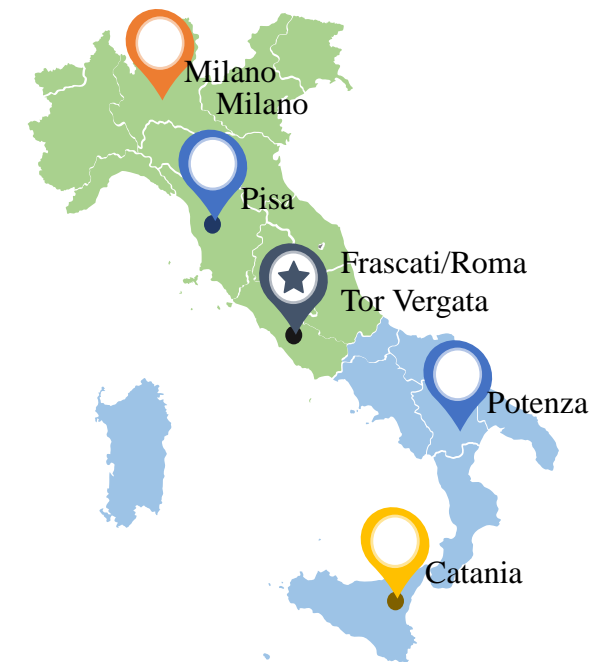 Milano
Milano
Pisa
Frascati/Roma
Tor Vergata
Potenza
Catania